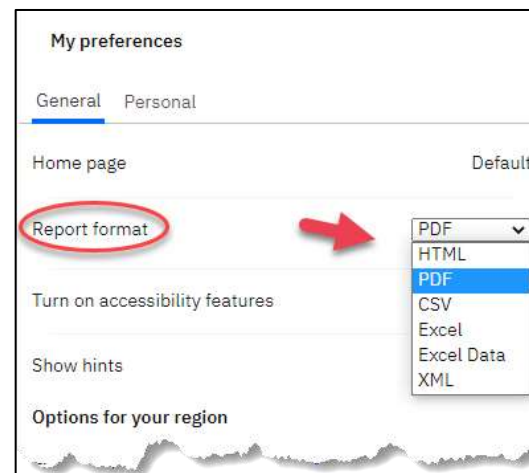 My preferences
General Personal
Home page Default
Report format PDF
HTML
PDF
Turn on accessibility features
CSV
Excel
Excel Data
Show hints
XML
Options for your region